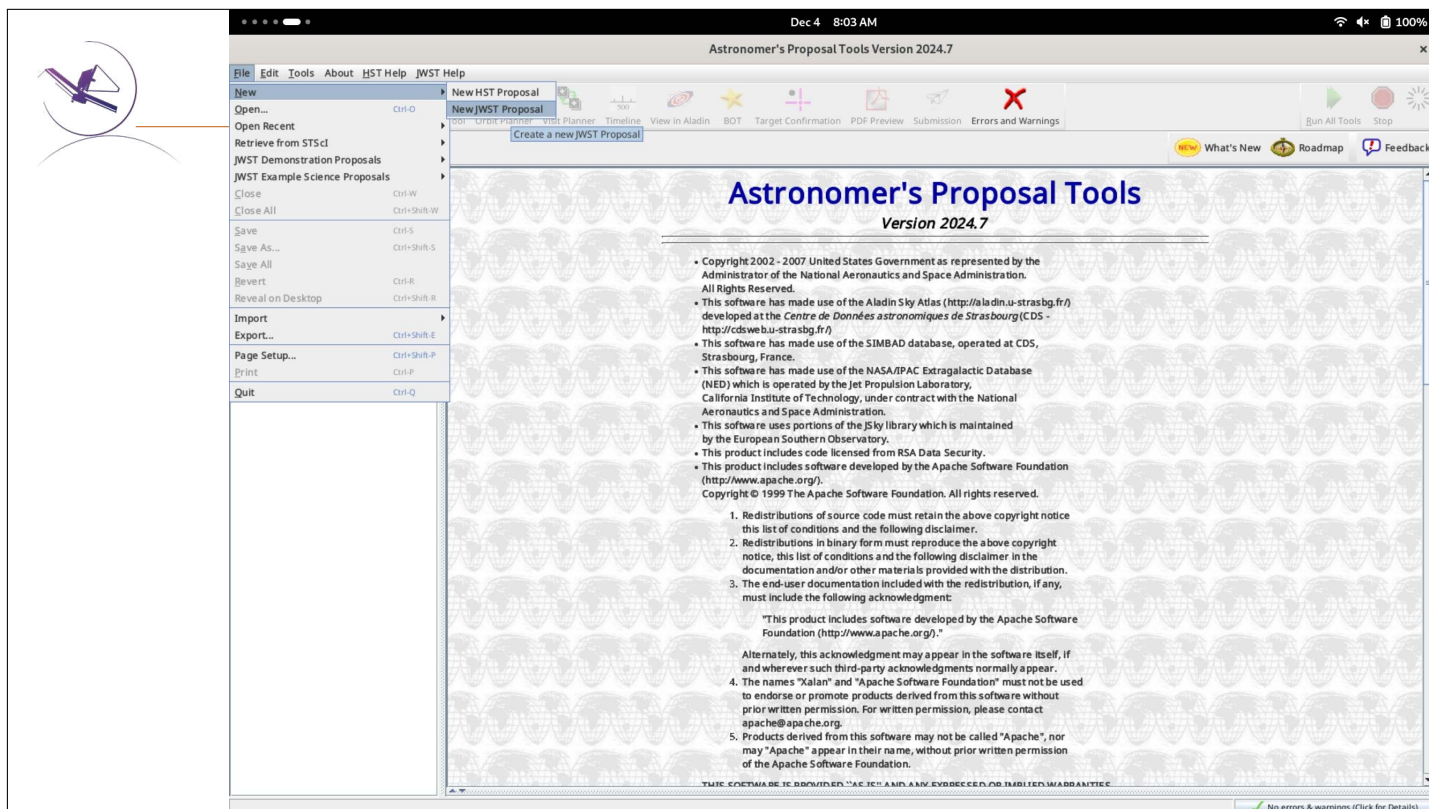 Dec 4 8:03 AM
100%
Astronomer's Proposal Tools Version 2024.7
×
File Edit Tools About HST Help JWST Help
New
Open... Ctrl-O
Open Recent
Retrieve from STScI
JWST Demonstration Proposals
JWST Example Science Proposals
Close Ctrl-W
Close All Ctrl+Shift-W
Save Ctrl-S
Save As... Ctrl+Shift-S
Save All
Revert Ctrl-R
Reveal on Desktop Ctrl+Shift-R
Import
Export... Ctrl+Shift-E
Page Setup... Ctrl+Shift-P
Print Ctrl-P
Quit Ctrl-Q
New HST Proposal
New JWST Proposal
Create a new JWST Proposal
Orbit Planner Visit Planner Timeline View in Aladin BOT Target Confirmation PDF Preview Submission Errors and Warnings
500
Run All Tools Stop
NEW What's New Roadmap Feedback
Astronomer's Proposal Tools
Version 2024.7
• Copyright 2002 - 2007 United States Government as represented by the
Administrator of the National Aeronautics and Space Administration.
All Rights Reserved.
• This software has made use of the Aladin Sky Atlas (http://aladin.u-strasbg.fr/)
developed at the Centre de Données astronomiques de Strasbourg (CDS -
http://cdsweb.u-strasbg.fr/)
• This software has made use of the SIMBAD database, operated at CDS,
Strasbourg, France.
• This software has made use of the NASA/IPAC Extragalactic Database
(NED) which is operated by the Jet Propulsion Laboratory,
California Institute of Technology, under contract with the National
Aeronautics and Space Administration.
• This software uses portions of the JSky library which is maintained
by the European Southern Observatory.
• This product includes code licensed from RSA Data Security.
• This product includes software developed by the Apache Software Foundation
(http://www.apache.org/).
Copyright © 1999 The Apache Software Foundation. All rights reserved.
1. Redistributions of source code must retain the above copyright notice
this list of conditions and the following disclaimer.
2. Redistributions in binary form must reproduce the above copyright
notice, this list of conditions and the following disclaimer in the
documentation and/or other materials provided with the distribution.
3. The end-user documentation included with the redistribution, if any,
must include the following acknowledgment:
"This product includes software developed by the Apache Software
Foundation (http://www.apache.org/)."
Alternately, this acknowledgment may appear in the software itself, if
and wherever such third-party acknowledgments normally appear.
4. The names "Xalan" and "Apache Software Foundation" must not be used
to endorse or promote products derived from this software without
prior written permission. For written permission, please contact
apache@apache.org.
5. Products derived from this software may not be called "Apache", nor
may "Apache" appear in their name, without prior written permission
of the Apache Software Foundation.
THIS SOFTWARE IS PROVIDED ``AS IS'' AND ANY EXPRESSED OR IMPLIED WARRANTIES
No errors & warnings (Click for Details)